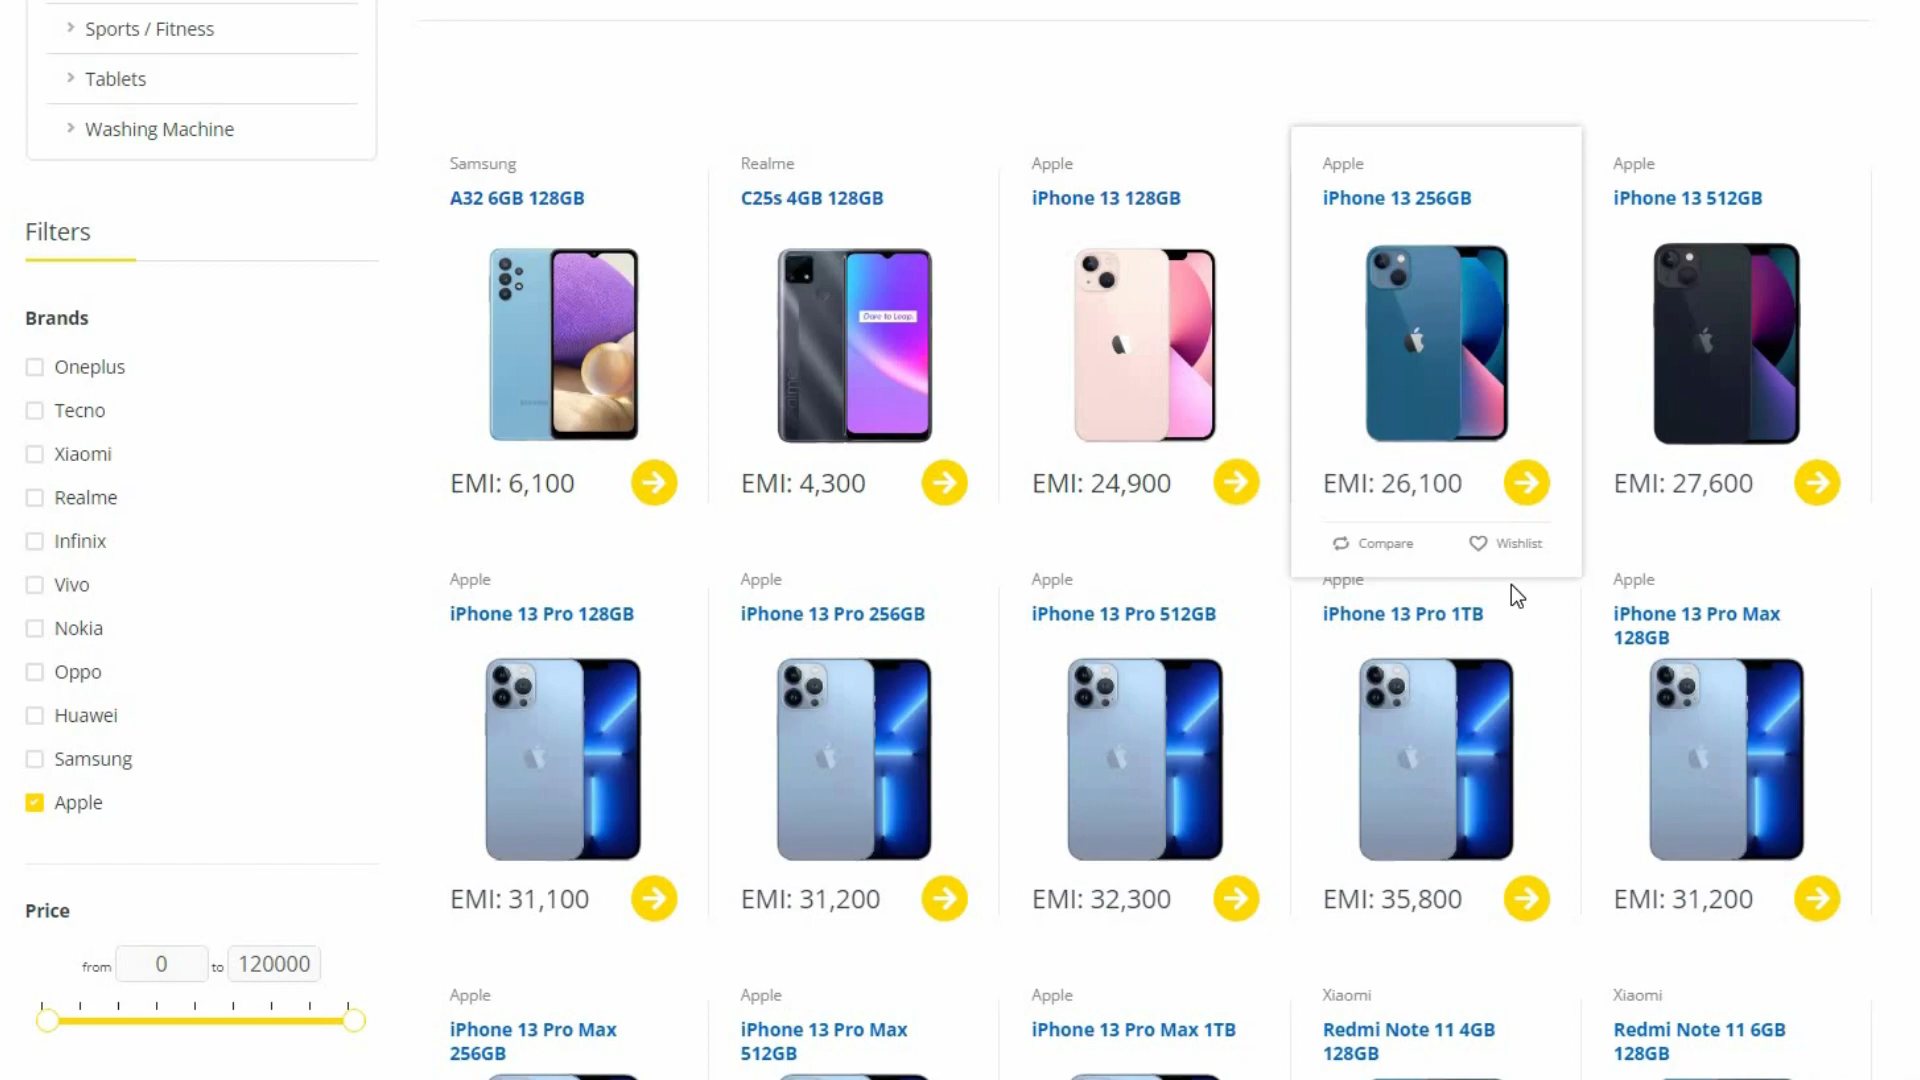 Sports / Fitness
Tablets
Washing Machine
Filters
Brands
Oneplus
Tecno
Xiaomi
Realme
Infinix
Vivo
Nokia
Oppo
Huawei
Samsung
Apple
Price
from 0 to 120000
Samsung
A32 6GB 128GB
EMI: 6,100
Realme
C25s 4GB 128GB
Dare to Leap.
realme
EMI: 4,300
Apple
iPhone 13 128GB
EMI: 24,900
Apple
iPhone 13 256GB
EMI: 26,100
Compare
Wishlist
Apple
iPhone 13 512GB
EMI: 27,600
Apple
iPhone 13 Pro 128GB
EMI: 31,100
Apple
iPhone 13 Pro 256GB
EMI: 31,200
Apple
iPhone 13 Pro 512GB
EMI: 32,300
Apple
iPhone 13 Pro 1TB
EMI: 35,800
Apple
iPhone 13 Pro Max
128GB
EMI: 31,200
Apple
iPhone 13 Pro Max
256GB
Apple
iPhone 13 Pro Max
512GB
Apple
iPhone 13 Pro Max 1TB
Xiaomi
Redmi Note 11 4GB
128GB
Xiaomi
Redmi Note 11 6GB
128GB